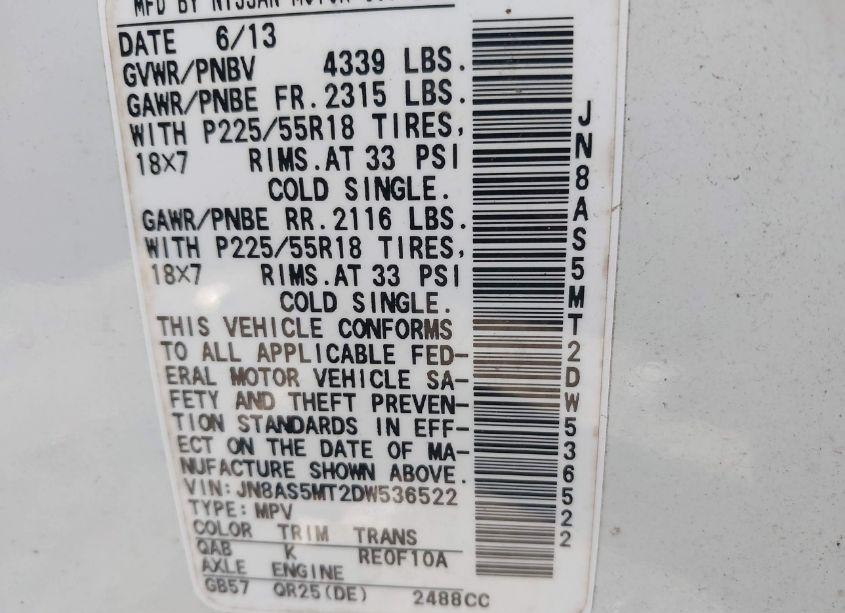 MFD BY NISSAN MOTOR
DATE 6/13
GVWR/PNBV 4339 LBS.
GAWR/PNBE FR.2315 LBS.
WITH P225/55R18 TIRES,
18X7 RIMS.AT 33 PSI
COLD SINGLE.
GAWR/PNBE RR.2116 LBS.
WITH P225/55R18 TIRES,
18X7 RIMS.AT 33 PSI
COLD SINGLE.
THIS VEHICLE CONFORMS
TO ALL APPLICABLE FED-
ERAL MOTOR VEHICLE SA-
FETY AND THEFT PREVEN-
TION STANDARDS IN EFF-
ECT ON THE DATE OF MA-
NUFACTURE SHOWN ABOVE.
VIN:JN8AS5MT2DW536522
TYPE:MPV
COLOR TRIM TRANS
QAB K RE0F10A
AXLE ENGINE
GB57 QR25(DE) 2488CC
JN8AS5MT2DW536522